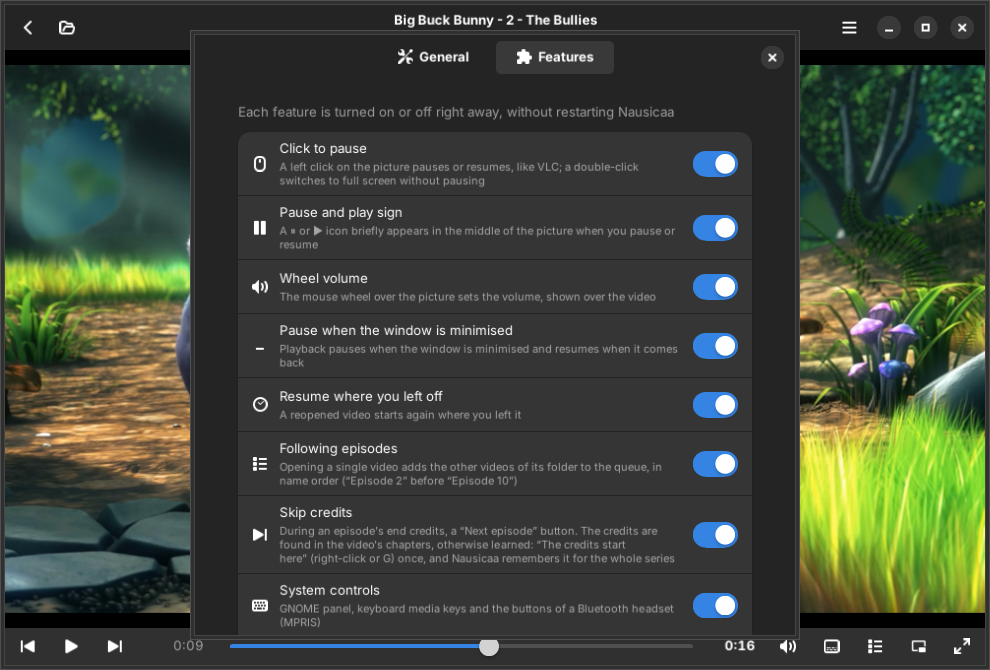 Big Buck Bunny - 2 - The Bullies
General
Features
Each feature is turned on or off right away, without restarting Nausicaa
Click to pause
A left click on the picture pauses or resumes, like VLC; a double-click
switches to full screen without pausing
Pause and play sign
A ⏸ or ▶ icon briefly appears in the middle of the picture when you pause or
resume
Wheel volume
The mouse wheel over the picture sets the volume, shown over the video
Pause when the window is minimised
Playback pauses when the window is minimised and resumes when it comes
back
Resume where you left off
A reopened video starts again where you left it
Following episodes
Opening a single video adds the other videos of its folder to the queue, in
name order (“Episode 2” before “Episode 10”)
Skip credits
During an episode's end credits, a “Next episode” button. The credits are
found in the video's chapters, otherwise learned: “The credits start
here” (right-click or G) once, and Nausicaa remembers it for the whole series
System controls
GNOME panel, keyboard media keys and the buttons of a Bluetooth headset
(MPRIS)
0:09
0:16